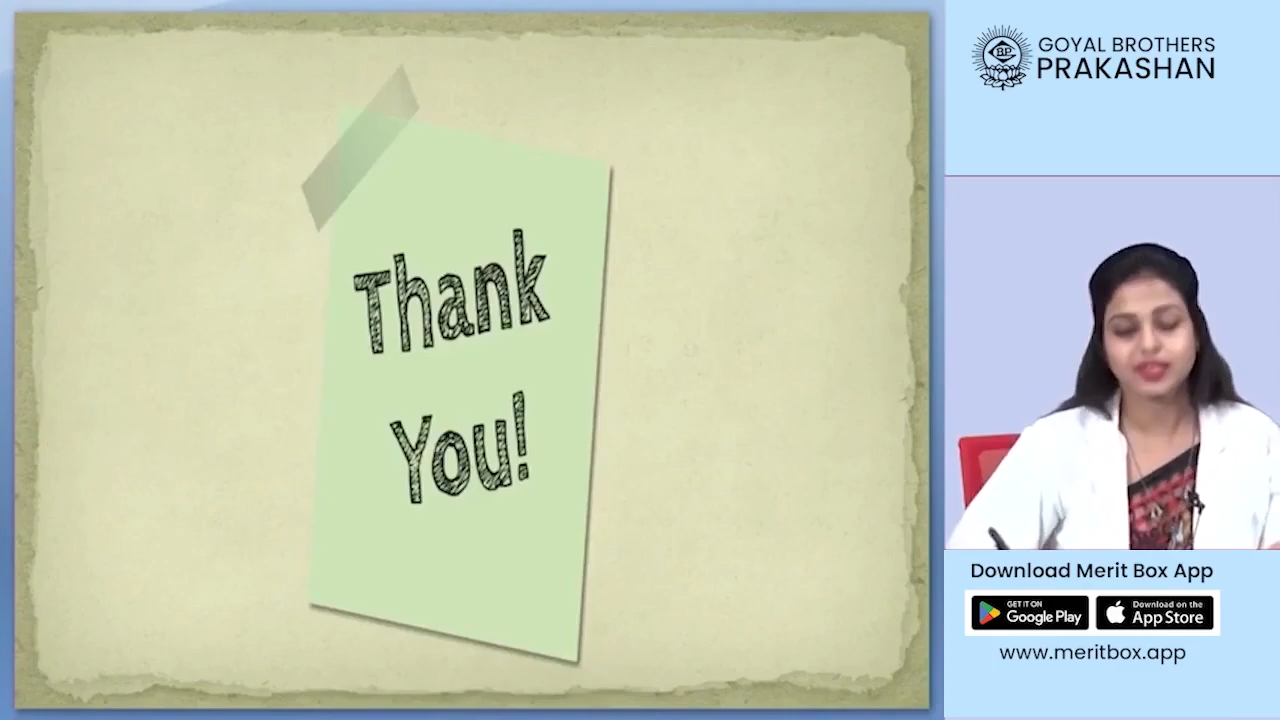 Thank
You!
BP
GOYAL BROTHERS
PRAKASHAN
Download Merit Box App
GET IT ON
Google Play
Download on the
App Store
www.meritbox.app